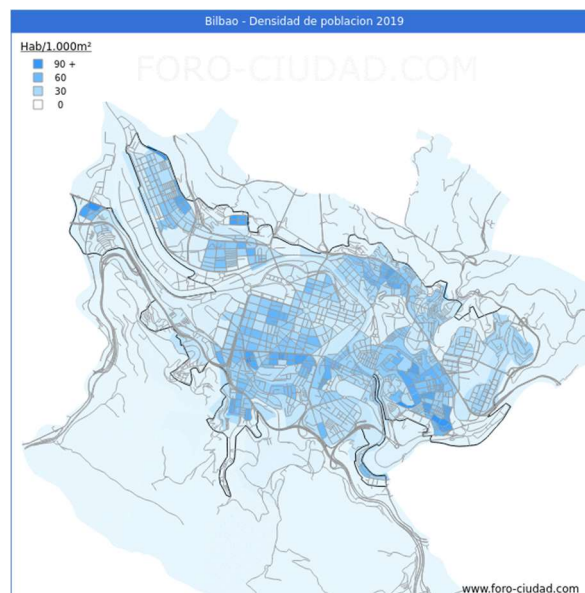 Bilbao - Densidad de poblacion 2019
Hab/1.000m²
90 +
60
30
0
FORO-CIUDAD.COM
www.foro-ciudad.com